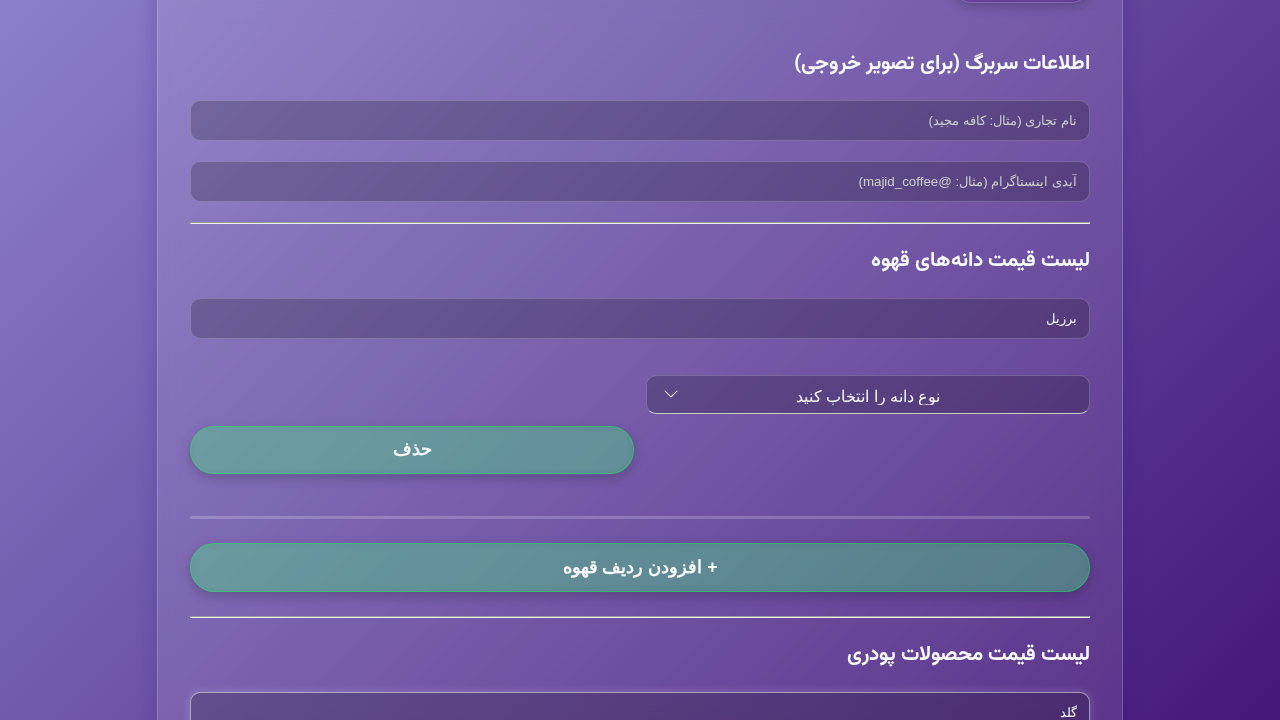 اطلاعات سربرگ (برای تصویر خروجی)
نام تجاری (مثال: کافه مجید)
آیدی اینستاگرام (مثال: @majid_coffee)
لیست قیمت دانه‌های قهوه
برزیل
نوع دانه را انتخاب کنید
حذف
+ افزودن ردیف قهوه
لیست قیمت محصولات پودری
گلد